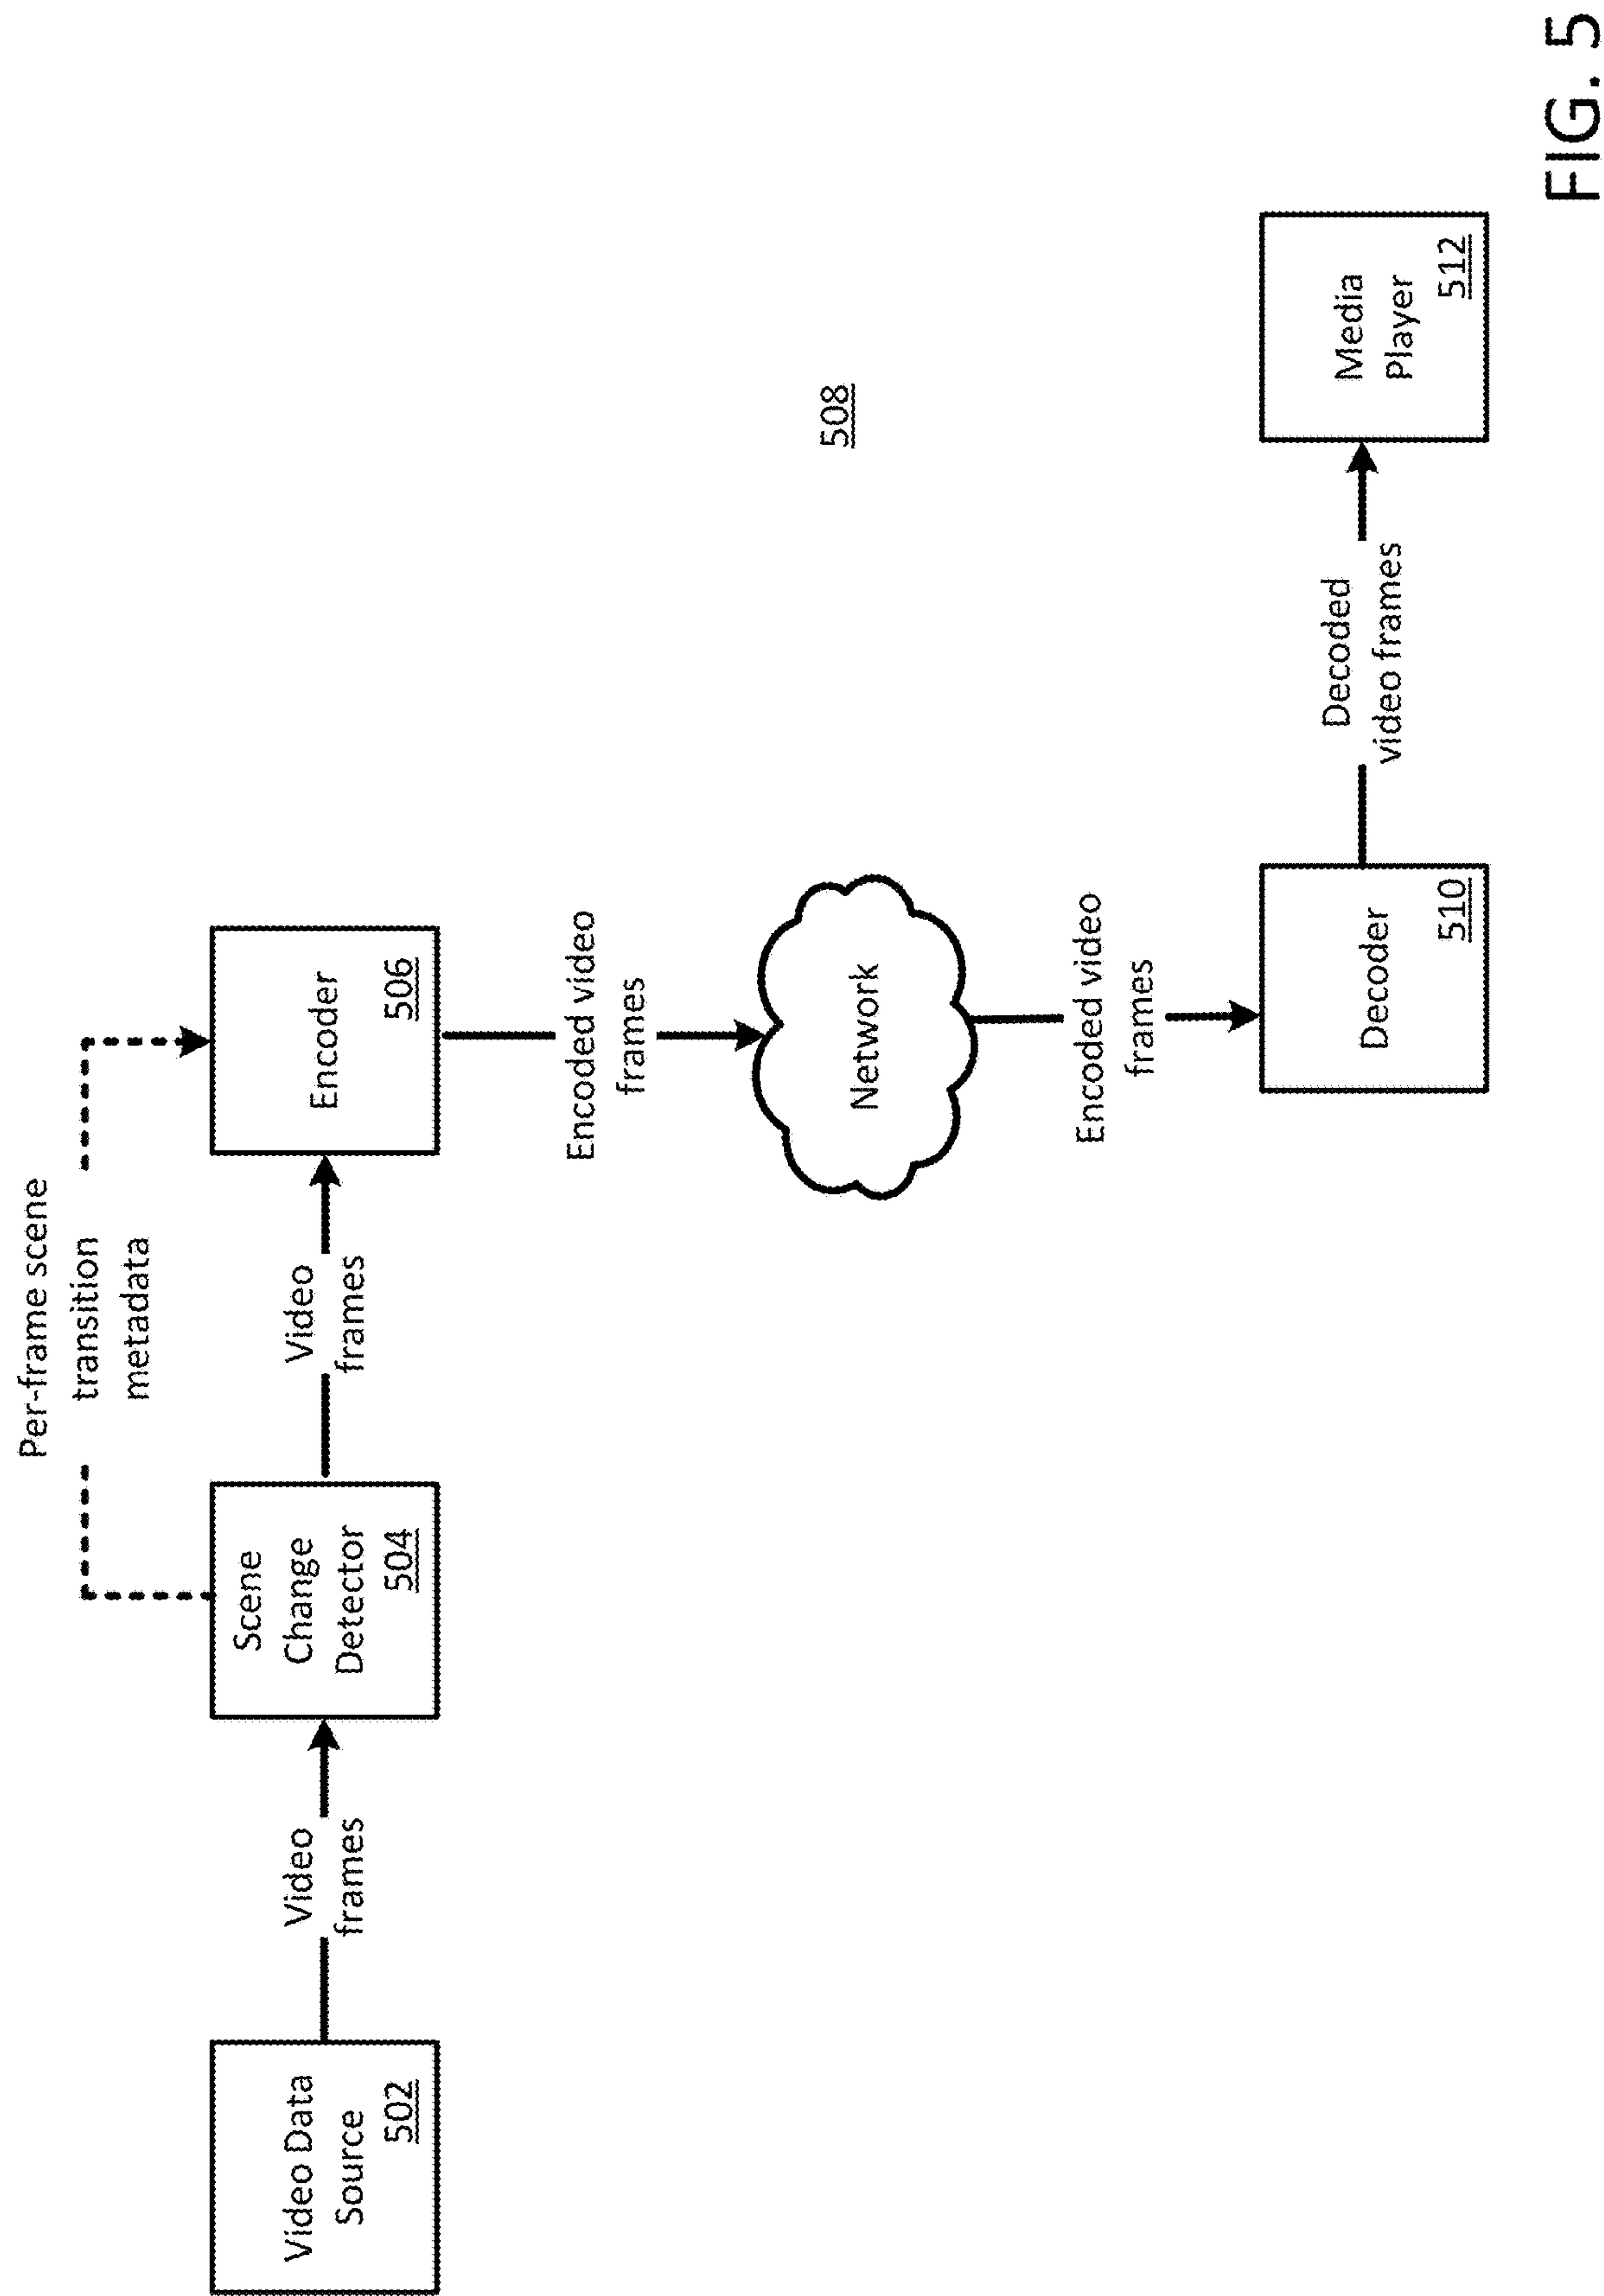 Per-frame scene
transition
metadata
Video Data
Source
502
Video
frames
Scene
Change
Detector
504
Video
frames
Encoder
506
Encoded video
frames
Network
508
Encoded video
frames
Decoder
510
Decoded
video frames
Media
Player
512
FIG. 5